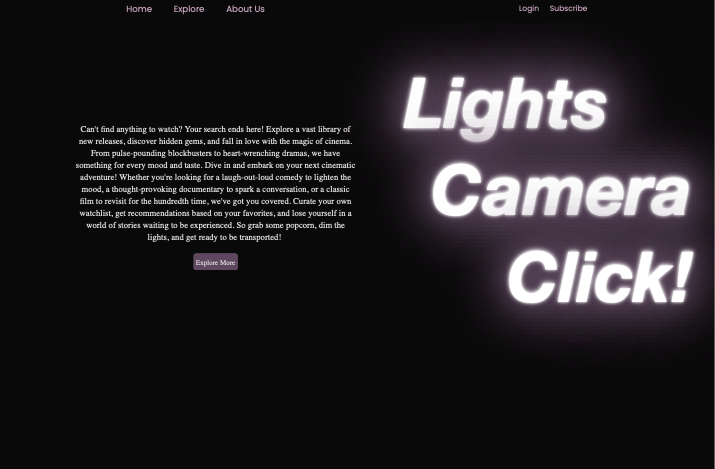 Home Explore About Us Login Subscribe
Can't find anything to watch? Your search ends here! Explore a vast library of
new releases, discover hidden gems, and fall in love with the magic of cinema.
From pulse-pounding blockbusters to heart-wrenching dramas, we have
something for every mood and taste. Dive in and embark on your next cinematic
adventure! Whether you're looking for a laugh-out-loud comedy to lighten the
mood, a thought-provoking documentary to spark a conversation, or a classic
film to revisit for the hundredth time, we've got you covered. Curate your own
watchlist, get recommendations based on your favorites, and lose yourself in a
world of stories waiting to be experienced. So grab some popcorn, dim the
lights, and get ready to be transported!
Explore More
Lights
Camera
Click!